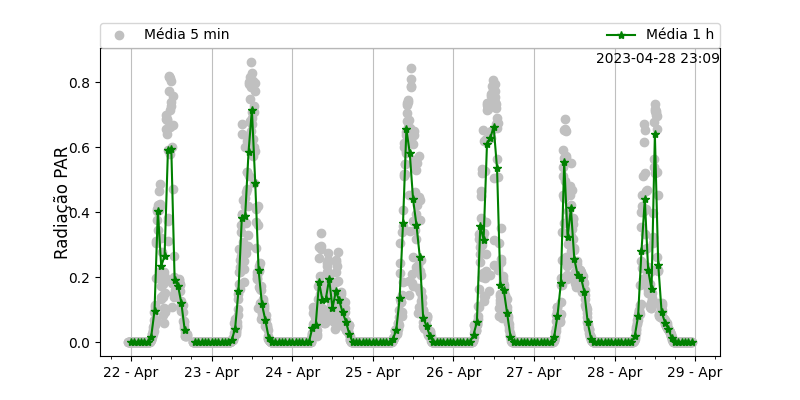 Média 5 min
Média 1 h
2023-04-28 23:09
Radiação PAR
0.8
0.6
0.4
0.2
0.0
22 - Apr
23 - Apr
24 - Apr
25 - Apr
26 - Apr
27 - Apr
28 - Apr
29 - Apr